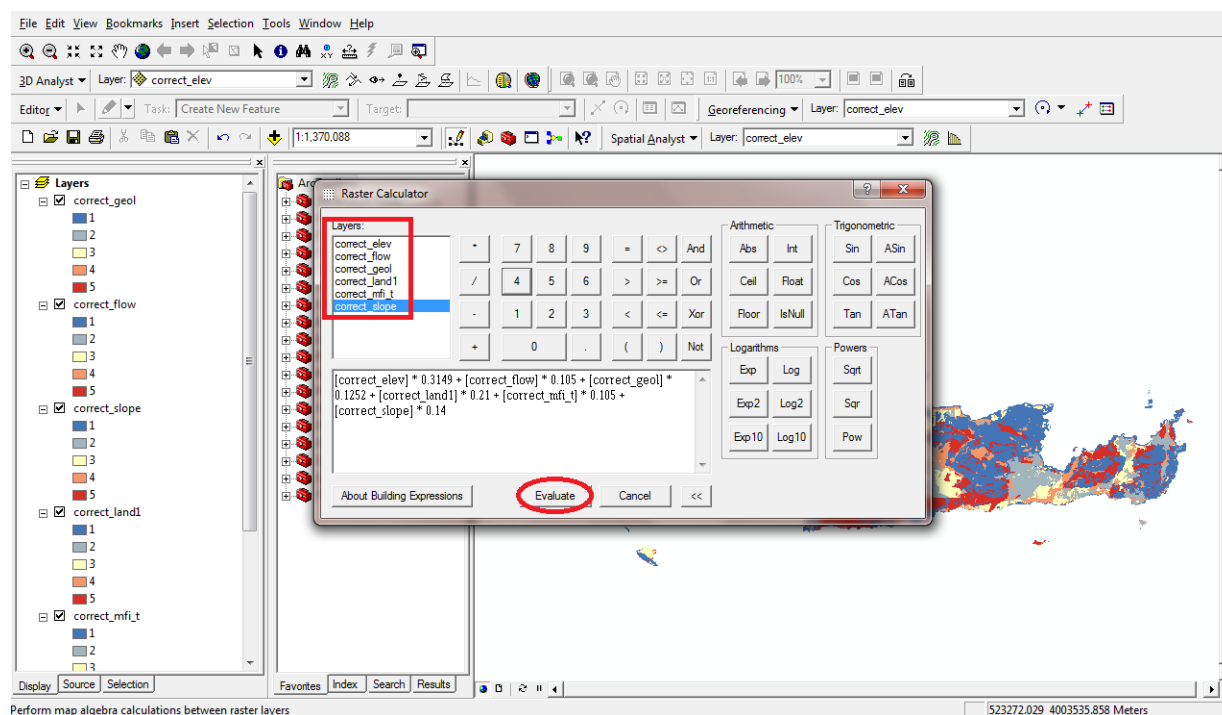 File Edit View Bookmarks Insert Selection Tools Window Help
3D Analyst Layer: correct_elev 100%
Editor Task: Create New Feature Target: Georeferencing Layer: correct_elev
1:1,370,088 Spatial Analyst Layer: correct_elev
Layers
correct_geol
1
2
3
4
5
correct_flow
1
2
3
4
5
correct_slope
1
2
3
4
5
correct_land1
1
2
3
4
5
correct_mfi_t
1
2
3
Display Source Selection
Favorites Index Search Results
Raster Calculator
Layers:
correct_elev
correct_flow
correct_geol
correct_land1
correct_mfi_t
correct_slope
* 7 8 9 = <> And
/ 4 5 6 > >= Or
- 1 2 3 < <= Xor
+ 0 . ( ) Not
Arithmetic
Abs Int
Ceil Float
Floor IsNull
Trigonometric
Sin ASin
Cos ACos
Tan ATan
Logarithms
Exp Log
Exp2 Log2
Exp10 Log10
Powers
Sqrt
Sqr
Pow
[correct_elev] * 0.3149 + [correct_flow] * 0.105 + [correct_geol] *
0.1252 + [correct_land1] * 0.21 + [correct_mfi_t] * 0.105 +
[correct_slope] * 0.14
About Building Expressions Evaluate Cancel <<
Perform map algebra calculations between raster layers
523272.029 4003535.858 Meters